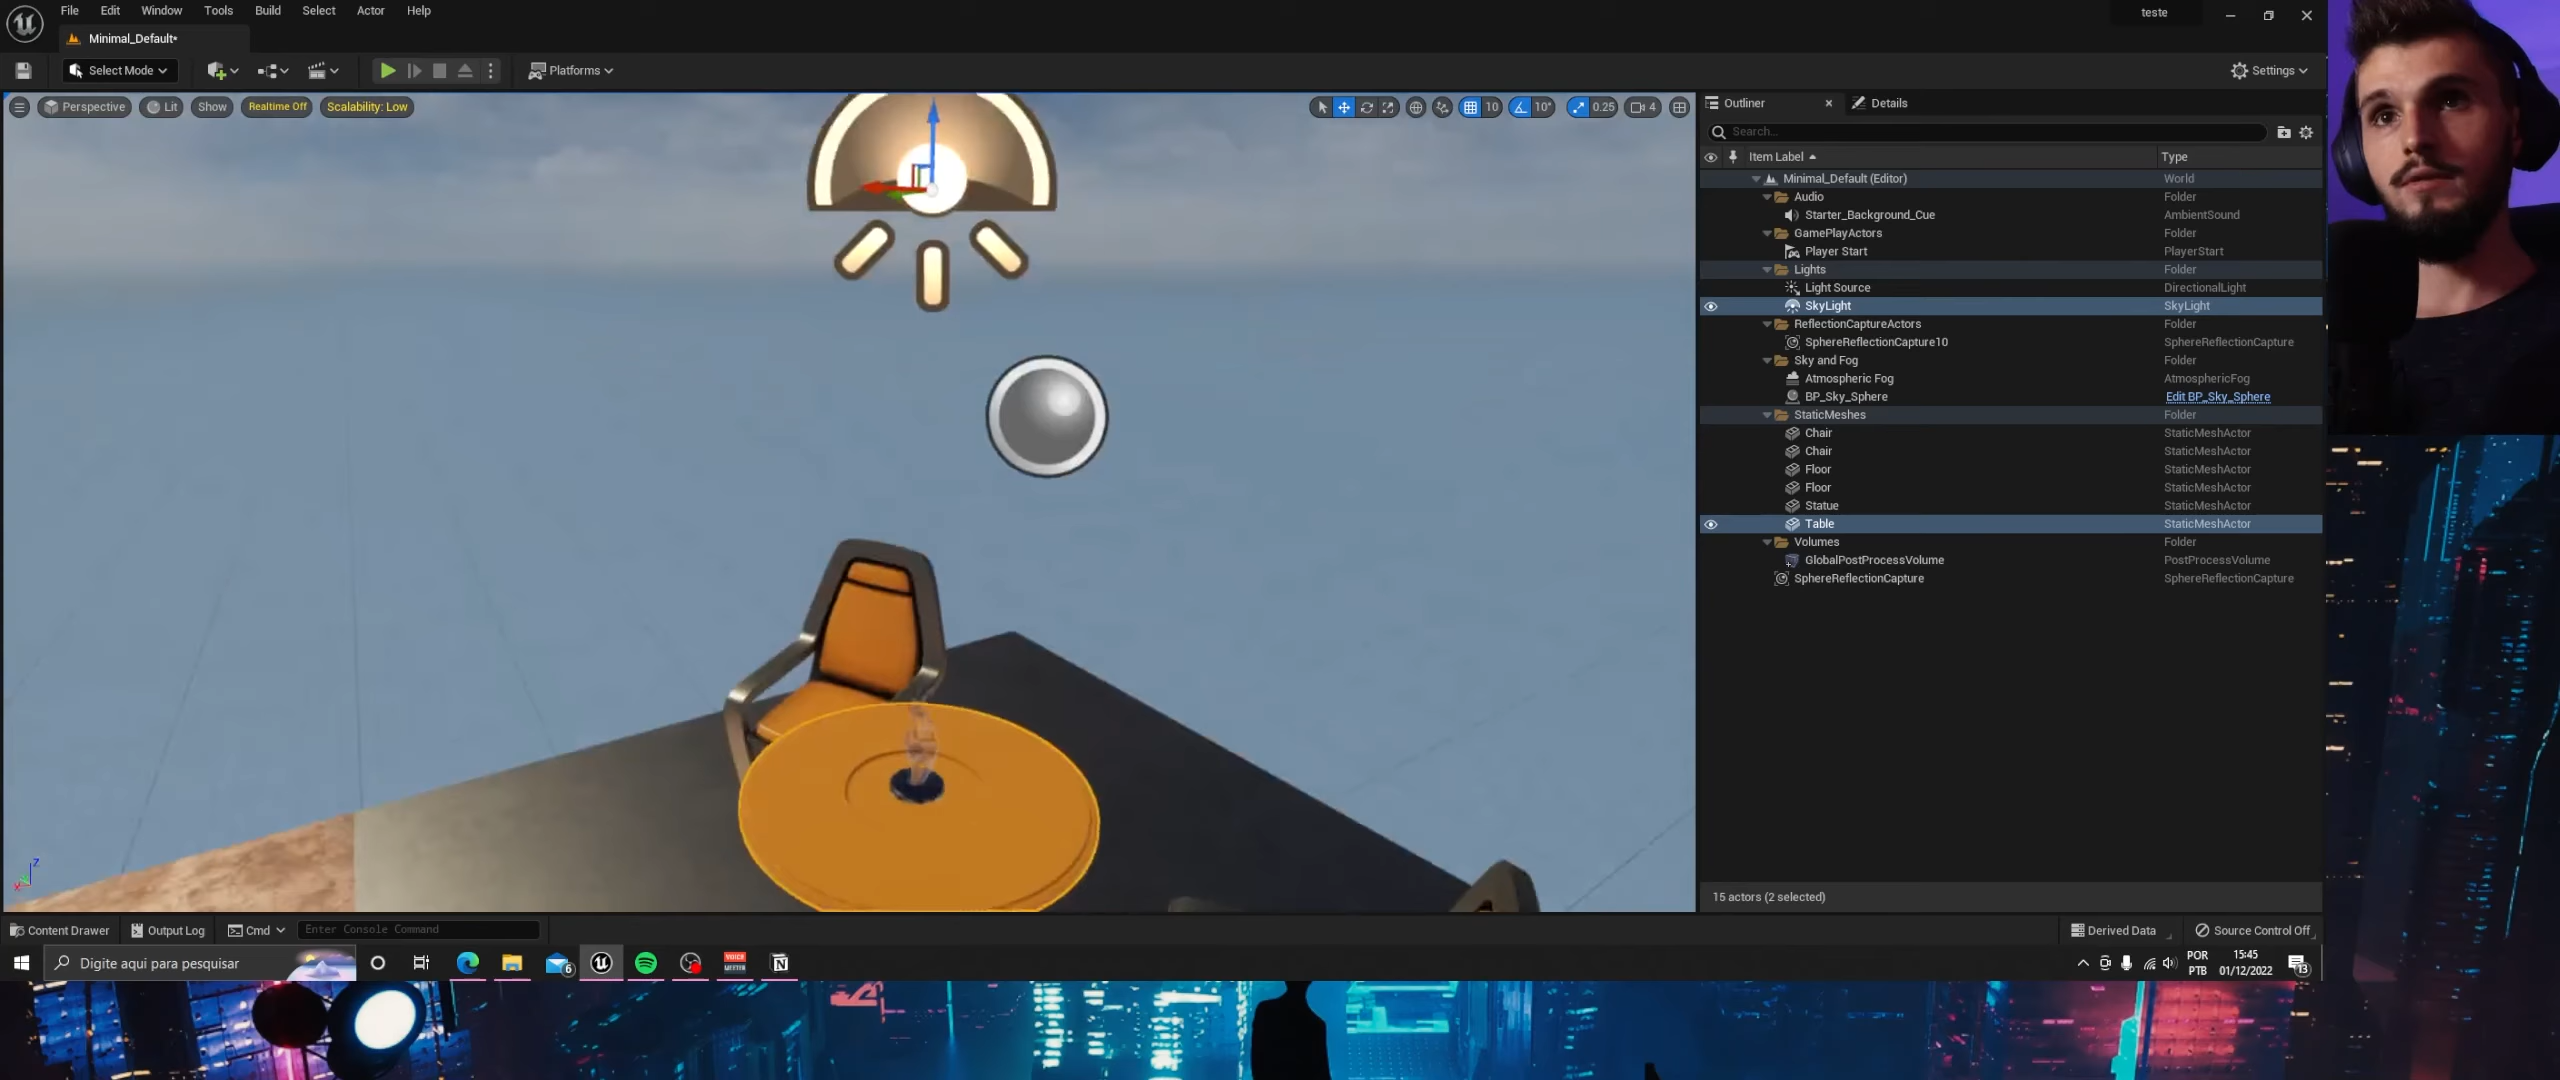 File Edit Window Tools Build Select Actor Help
teste
Minimal_Default*
Select Mode
Platforms
Settings
Perspective Lit Show Realtime Off Scalability: Low
10 10° 0.25 4
Outliner
Details
Search...
Item Label Type
Minimal_Default (Editor) World
Audio Folder
Starter_Background_Cue AmbientSound
GamePlayActors Folder
Player Start PlayerStart
Lights Folder
Light Source DirectionalLight
SkyLight SkyLight
ReflectionCaptureActors Folder
SphereReflectionCapture10 SphereReflectionCapture
Sky and Fog Folder
Atmospheric Fog AtmosphericFog
BP_Sky_Sphere Edit BP_Sky_Sphere
StaticMeshes Folder
Chair StaticMeshActor
Chair StaticMeshActor
Floor StaticMeshActor
Floor StaticMeshActor
Statue StaticMeshActor
Table StaticMeshActor
Volumes Folder
GlobalPostProcessVolume PostProcessVolume
SphereReflectionCapture SphereReflectionCapture
15 actors (2 selected)
Z
X
Content Drawer Output Log Cmd Enter Console Command
Derived Data Source Control Off
Digite aqui para pesquisar
6
VOICE
MEETER
POR
PTB
15:45
01/12/2022
13